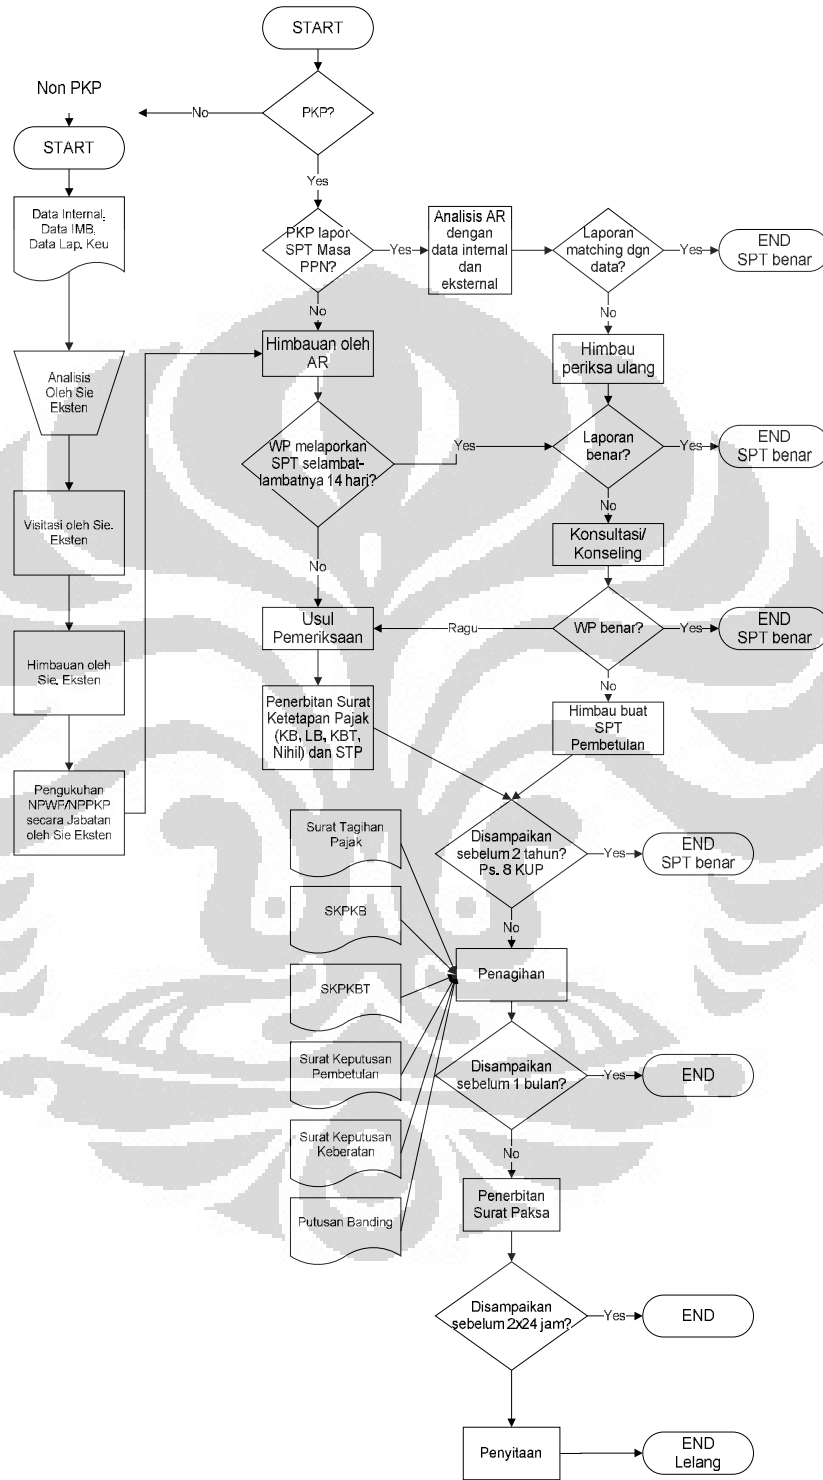 START
Non PKP
No
PKP?
START
Yes
Data Internal,
Data IMB,
Data Lap. Keu
PKP lapor
SPT Masa
PPN?
Yes
Analisis AR
dengan
data internal
dan
eksternal
Laporan
matching dgn
data?
Yes
END
SPT benar
No
No
Himbauan oleh
AR
Himbau
periksa ulang
Analisis
Oleh Sie
Eksten
WP melaporkan
SPT selambat-
lambatnya 14 hari?
Yes
Laporan
benar?
Yes
END
SPT benar
No
Visitasi oleh Sie.
Eksten
Konsultasi/
Konseling
No
Usul
Pemeriksaan
Ragu
WP benar?
Yes
END
SPT benar
Himbauan oleh
Sie. Eksten
No
Penerbitan Surat
Ketetapan Pajak
(KB, LB, KBT,
Nihil) dan STP
Himbau buat
SPT
Pembetulan
Pengukuhan
NPWP/NPPKP
secara Jabatan
oleh Sie Eksten
Surat Tagihan
Pajak
Disampaikan
sebelum 2 tahun?
Ps. 8 KUP
Yes
END
SPT benar
SKPKB
No
SKPKBT
Penagihan
Surat Keputusan
Pembetulan
Disampaikan
sebelum 1 bulan?
Yes
END
Surat Keputusan
Keberatan
No
Putusan Banding
Penerbitan
Surat Paksa
Disampaikan
sebelum 2x24 jam?
Yes
END
Penyitaan
END
Lelang